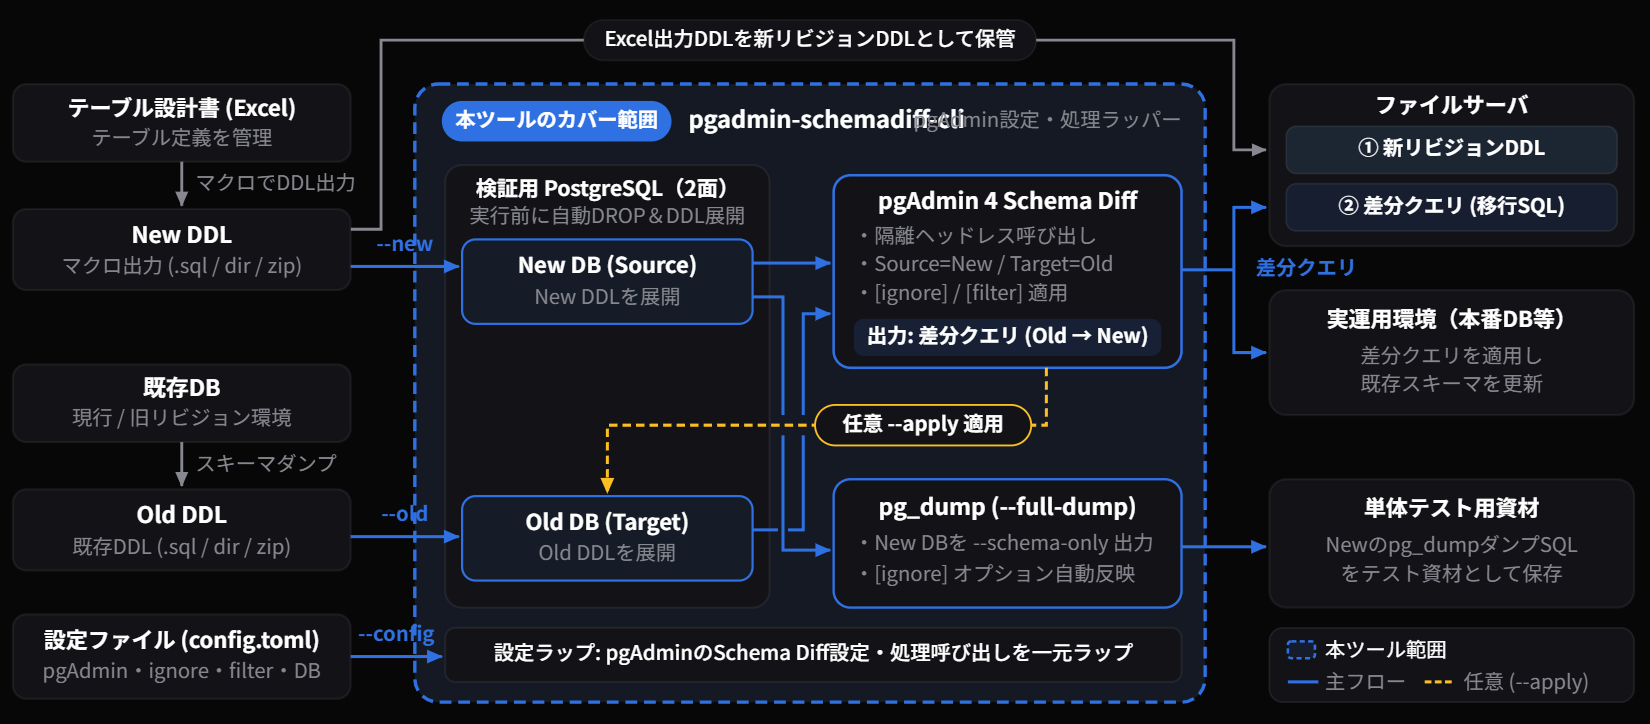 Excel出力DDLを新リビジョンDDLとして保管
テーブル設計書 (Excel)
テーブル定義を管理
マクロでDDL出力
New DDL
マクロ出力 (.sql / dir / zip)
--new
既存DB
現行 / 旧リビジョン環境
スキーマダンプ
Old DDL
既存DDL (.sql / dir / zip)
--old
設定ファイル (config.toml)
pgAdmin・ignore・filter・DB
--config
本ツールのカバー範囲
pgadmin-schemadiff-cli
pgAdmin設定・処理ラッパー
検証用 PostgreSQL（2面）
実行前に自動DROP＆DDL展開
New DB (Source)
New DDLを展開
Old DB (Target)
Old DDLを展開
pgAdmin 4 Schema Diff
・隔離ヘッドレス呼び出し
・Source=New / Target=Old
・[ignore] / [filter] 適用
出力: 差分クエリ (Old → New)
任意 --apply 適用
pg_dump (--full-dump)
・New DBを --schema-only 出力
・[ignore] オプション自動反映
設定ラップ: pgAdminのSchema Diff設定・処理呼び出しを一元ラップ
ファイルサーバ
① 新リビジョンDDL
② 差分クエリ (移行SQL)
差分クエリ
実運用環境（本番DB等）
差分クエリを適用し
既存スキーマを更新
単体テスト用資材
Newのpg_dumpダンプSQL
をテスト資材として保存
本ツール範囲
主フロー
任意 (--apply)